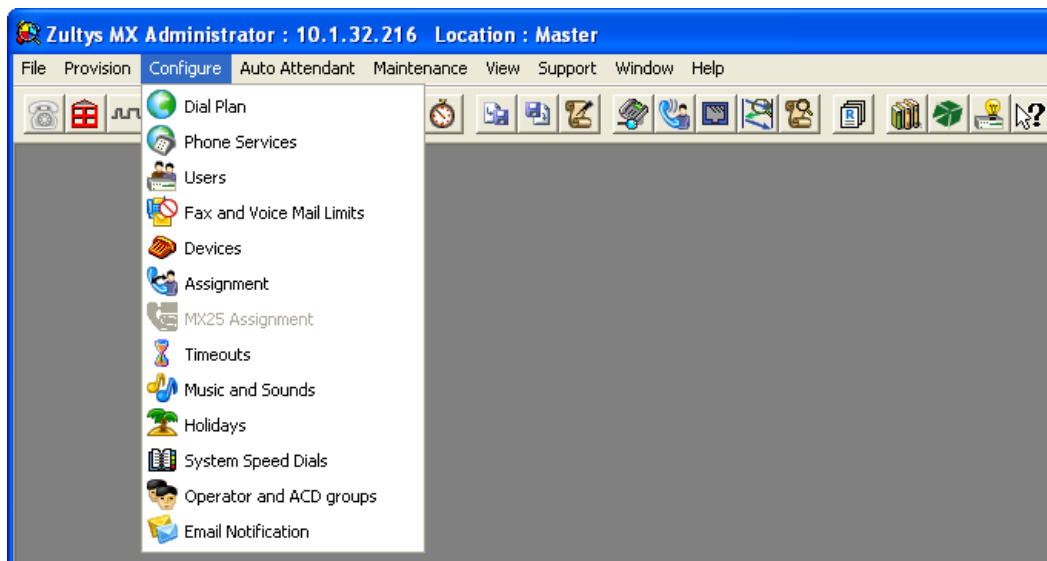 Zultys MX Administrator : 10.1.32.216 Location : Master
File Provision Configure Auto Attendant Maintenance View Support Window Help
Dial Plan
Phone Services
Users
Fax and Voice Mail Limits
Devices
Assignment
MX25 Assignment
Timeouts
Music and Sounds
Holidays
System Speed Dials
Operator and ACD groups
Email Notification